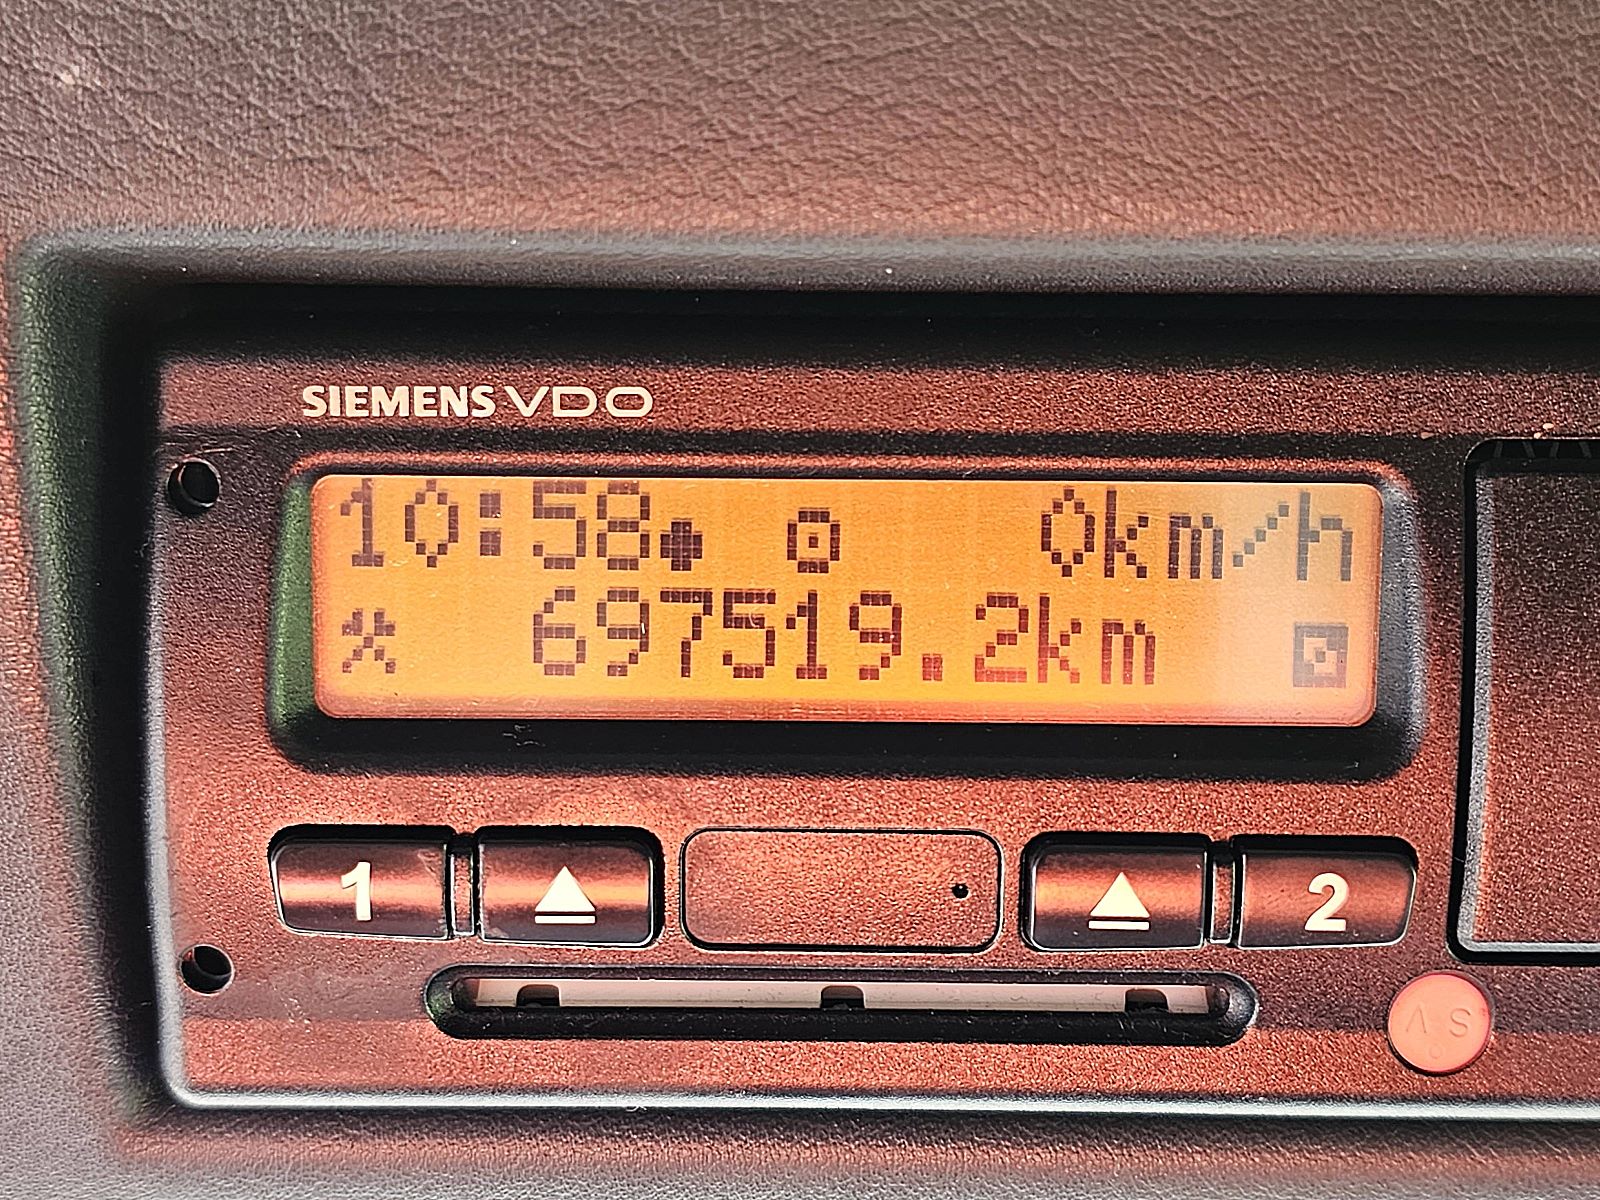 SIEMENS VDO
10:58 0km/h
697519.2km
1 2